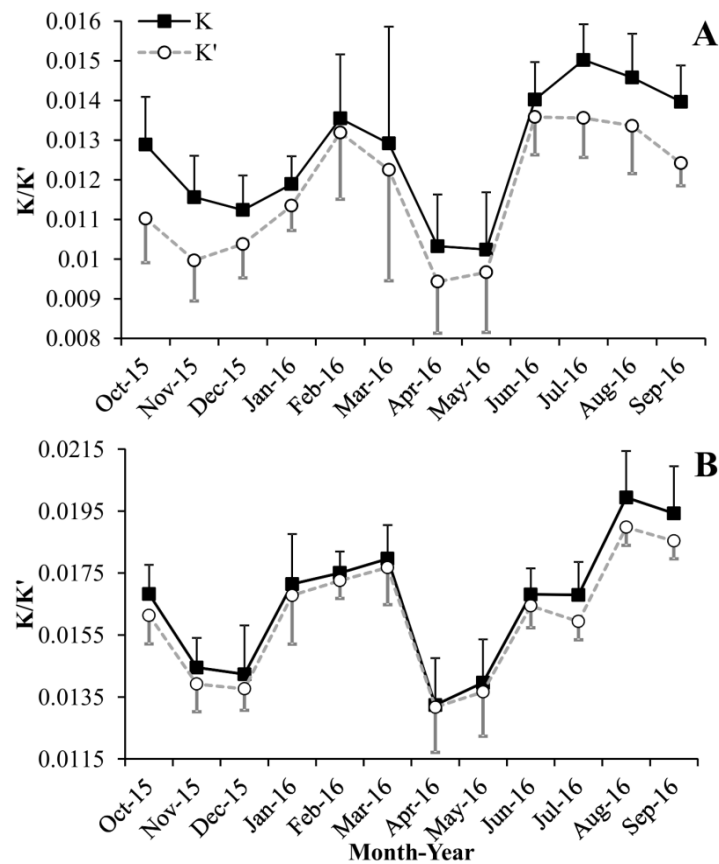 K
K'
A
K/K'
0.016
0.015
0.014
0.013
0.012
0.011
0.01
0.009
0.008
Oct-15
Nov-15
Dec-15
Jan-16
Feb-16
Mar-16
Apr-16
May-16
Jun-16
Jul-16
Aug-16
Sep-16
B
K/K'
0.0215
0.0195
0.0175
0.0155
0.0135
0.0115
Oct-15
Nov-15
Dec-15
Jan-16
Feb-16
Mar-16
Apr-16
May-16
Jun-16
Jul-16
Aug-16
Sep-16
Month-Year